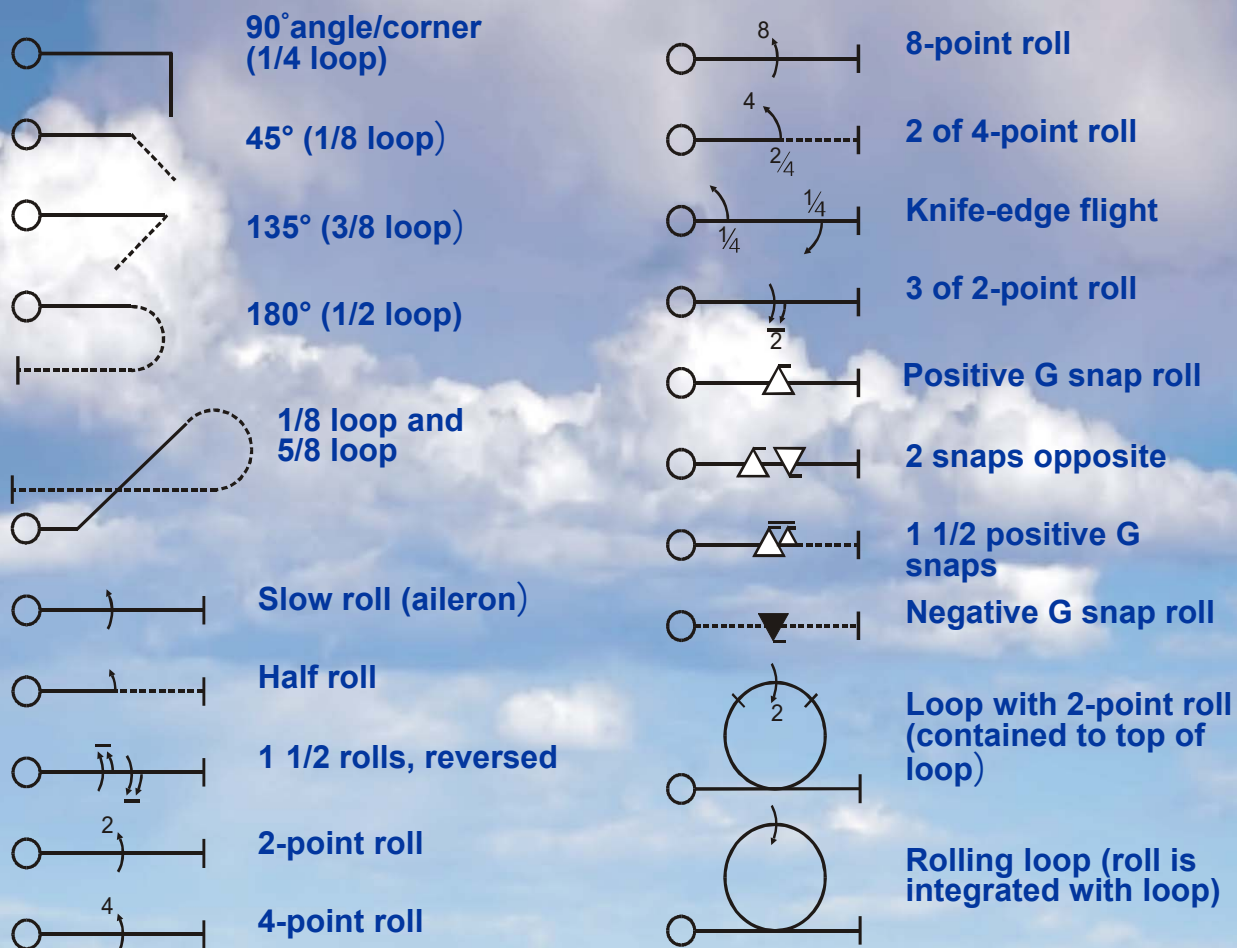 90°angle/corner
(1/4 loop)
45° (1/8 loop)
135° (3/8 loop)
180° (1/2 loop)
1/8 loop and
5/8 loop
Slow roll (aileron)
Half roll
1 1/2 rolls, reversed
2
2-point roll
4
4-point roll
8
8-point roll
4
2/4
2 of 4-point roll
1/4
1/4
Knife-edge flight
2
3 of 2-point roll
Positive G snap roll
2 snaps opposite
1 1/2 positive G
snaps
Negative G snap roll
2
Loop with 2-point roll
(contained to top of
loop)
Rolling loop (roll is
integrated with loop)